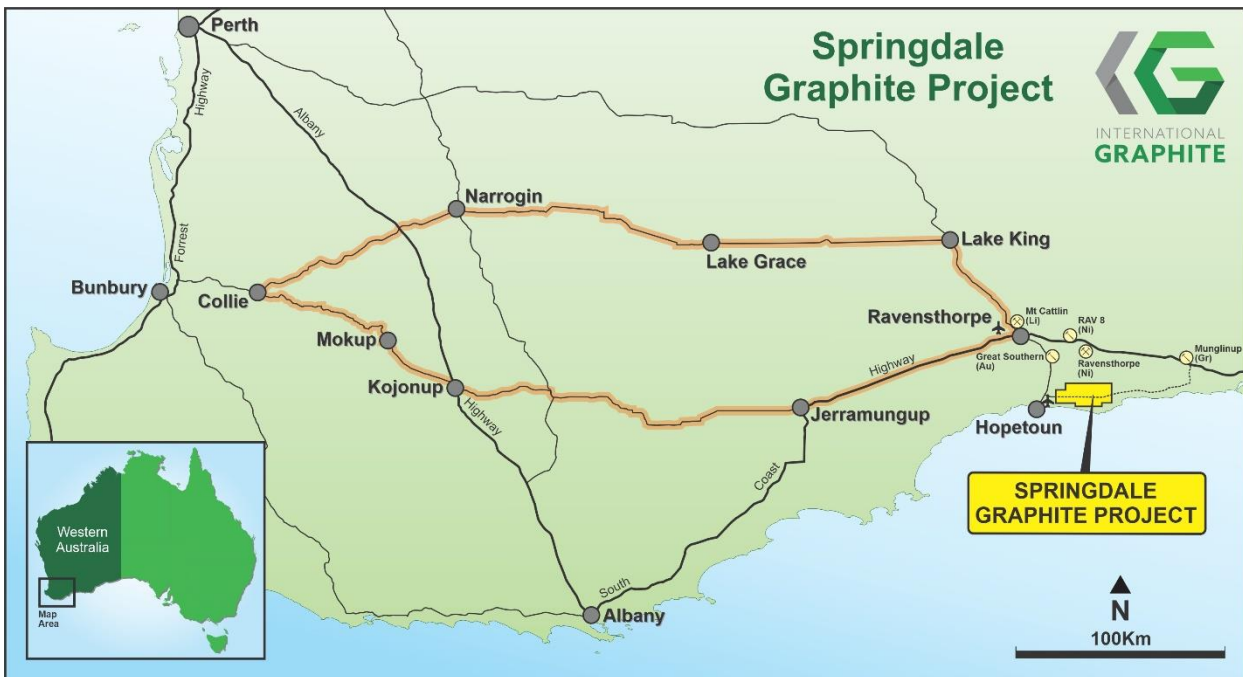 Springdale
Graphite Project
INTERNATIONAL
GRAPHITE
Perth
Highway
Albany
Narrogin
Lake King
Lake Grace
Forrest
Bunbury
Collie
Mokup
Kojonup
Highway
Ravensthorpe
Mt Cattlin
(Li)
RAV 8
(Ni)
Munglinup
(Gr)
Great Southern
(Au)
Ravensthorpe
(Ni)
Highway
Jerramungup
Hopetoun
Coast
South
Albany
SPRINGDALE
GRAPHITE PROJECT
Western
Australia
Map
Area
N
100Km